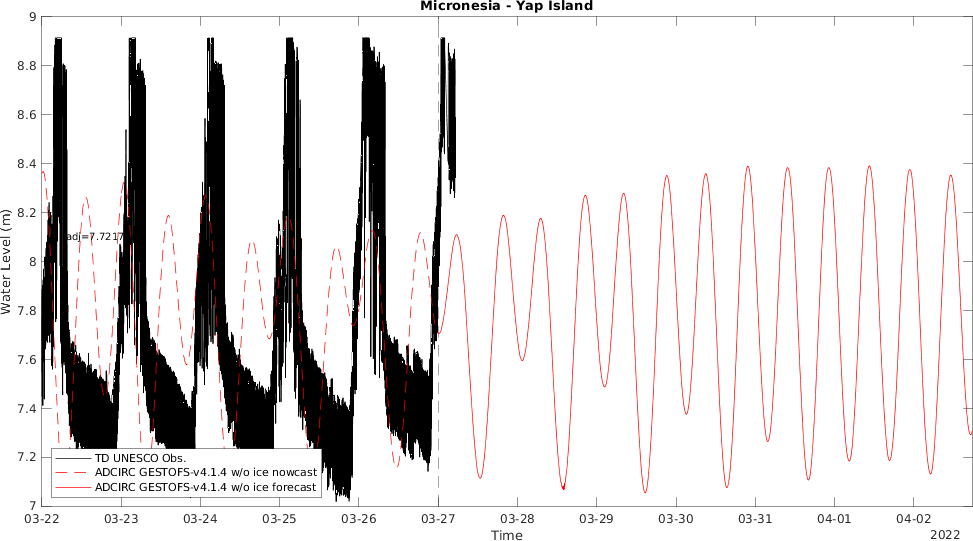 Micronesia - Yap Island
9
8.8
8.6
8.4
8.2
8
7.8
7.6
7.4
7.2
7
Water Level (m)
adj=7.7217
TD UNESCO Obs.
ADCIRC GESTOFS-v4.1.4 w/o ice nowcast
ADCIRC GESTOFS-v4.1.4 w/o ice forecast
03-22 03-23 03-24 03-25 03-26 03-27 03-28 03-29 03-30 03-31 04-01 04-02
Time
2022